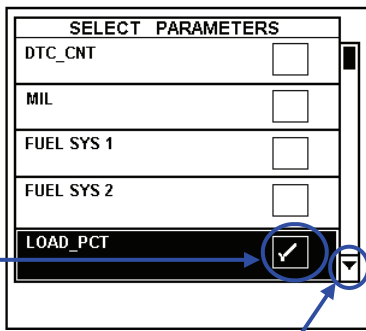 SELECT PARAMETERS
DTC_CNT
MIL
FUEL SYS 1
FUEL SYS 2
LOAD_PCT